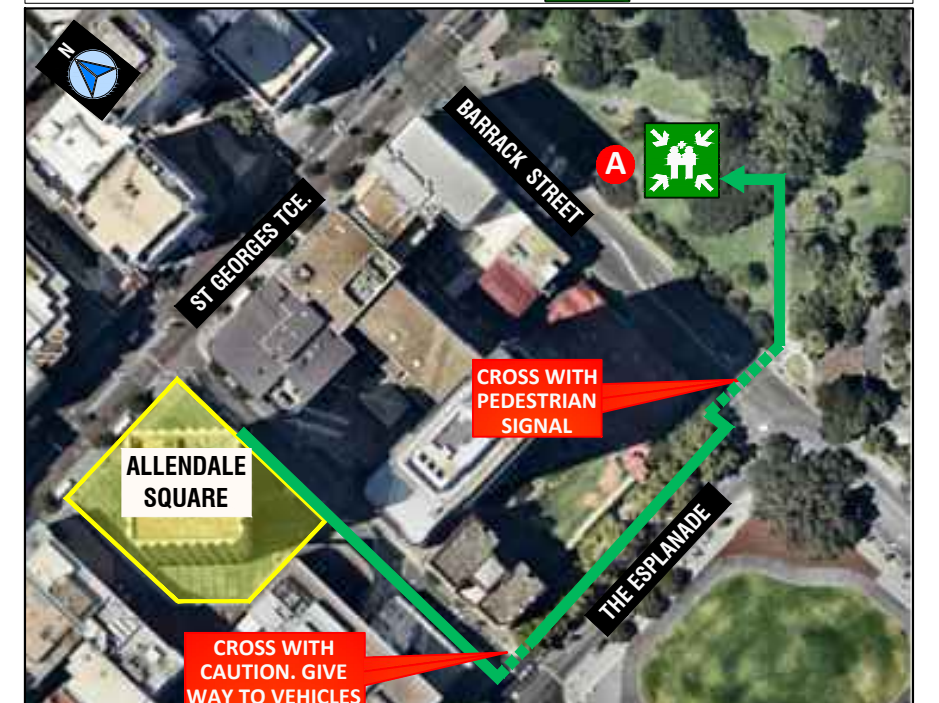 N
BARRACK STREET
A
ST GEORGES TCE.
CROSS WITH
PEDESTRIAN
SIGNAL
ALLENDALE
SQUARE
THE ESPLANADE
CROSS WITH
CAUTION. GIVE
WAY TO VEHICLES